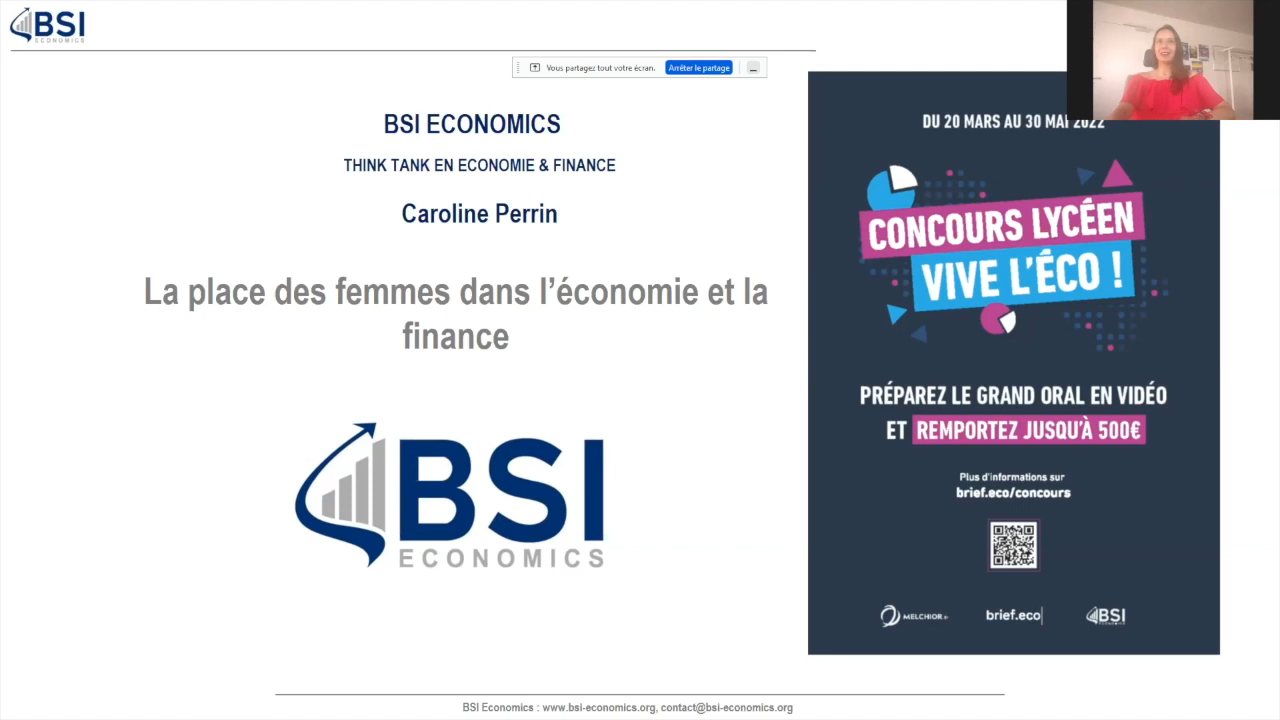 BSI
ECONOMICS
Vous partagez tout votre écran.
Arrêter le partage
BSI ECONOMICS
THINK TANK EN ECONOMIE & FINANCE
Caroline Perrin
La place des femmes dans l'économie et la
finance
BSI
ECONOMICS
DU 20 MARS AU 30 MAI 2022
CONCOURS LYCÉEN
VIVE L'ÉCO !
PRÉPAREZ LE GRAND ORAL EN VIDÉO
ET REMPORTEZ JUSQU'À 500€
Plus d'informations sur
brief.eco/concours
MELCHIOR.fr
brief.eco
BSI
ECONOMICS
BSI Economics : www.bsi-economics.org, contact@bsi-economics.org